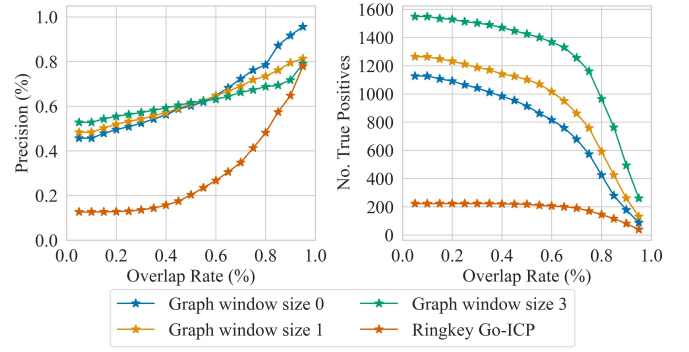 1.0
0.8
0.6
0.4
0.2
0.0
Precision (%)
0.0 0.2 0.4 0.6 0.8 1.0
Overlap Rate (%)
1600
1400
1200
1000
800
600
400
200
0
No. True Positives
0.0 0.2 0.4 0.6 0.8 1.0
Overlap Rate (%)
Graph window size 0
Graph window size 1
Graph window size 3
Ringkey Go-ICP